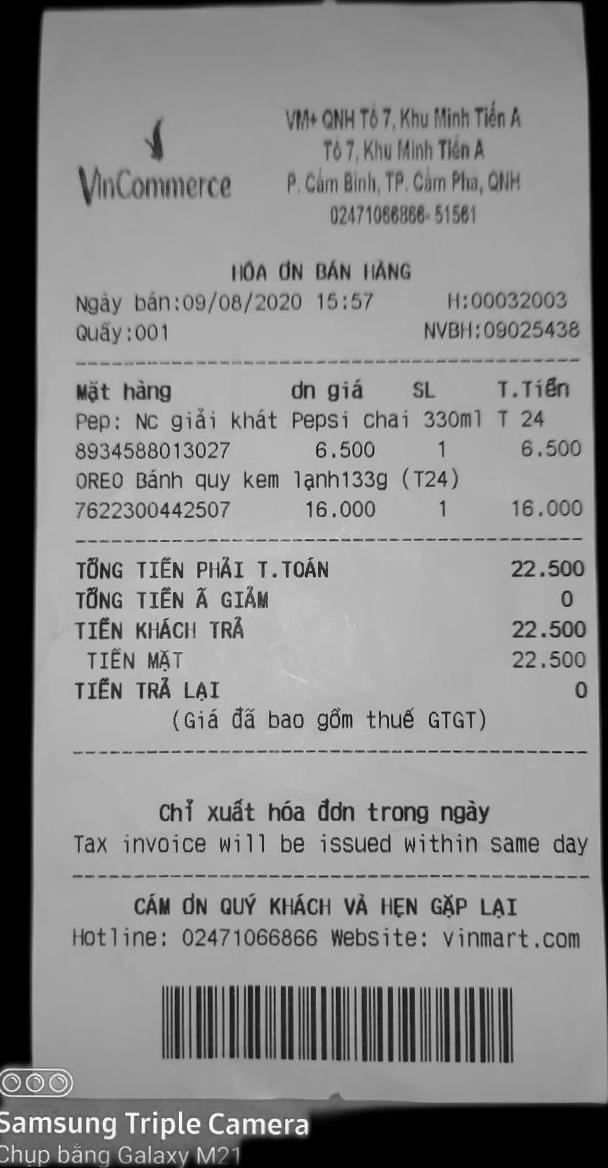 VinCommerce
VM+ QNH Tổ 7, Khu Minh Tiến A
Tổ 7, Khu Minh Tiến A
P. Cẩm Bình, TP. Cẩm Phả, QNH
02471066866-51561
HÓA ƠN BÁN HÀNG
Ngày bán:09/08/2020 15:57 H:00032003
Quầy:001 NVBH:09025438
Mặt hàng ơn giá SL T.Tiền
Pep: Nc giải khát Pepsi chai 330ml T 24
8934588013027 6.500 1 6.500
OREO Bánh quy kem lạnh133g (T24)
7622300442507 16.000 1 16.000
TỔNG TIỀN PHẢI T.TOÁN 22.500
TỔNG TIỀN Ã GIẢM 0
TIỀN KHÁCH TRẢ 22.500
TIỀN MẶT 22.500
TIỀN TRẢ LẠI 0
(Giá đã bao gồm thuế GTGT)
Chỉ xuất hóa đơn trong ngày
Tax invoice will be issued within same day
CÁM ƠN QUÝ KHÁCH VÀ HẸN GẶP LẠI
Hotline: 02471066866 Website: vinmart.com
Samsung Triple Camera
Chụp bằng Galaxy M21